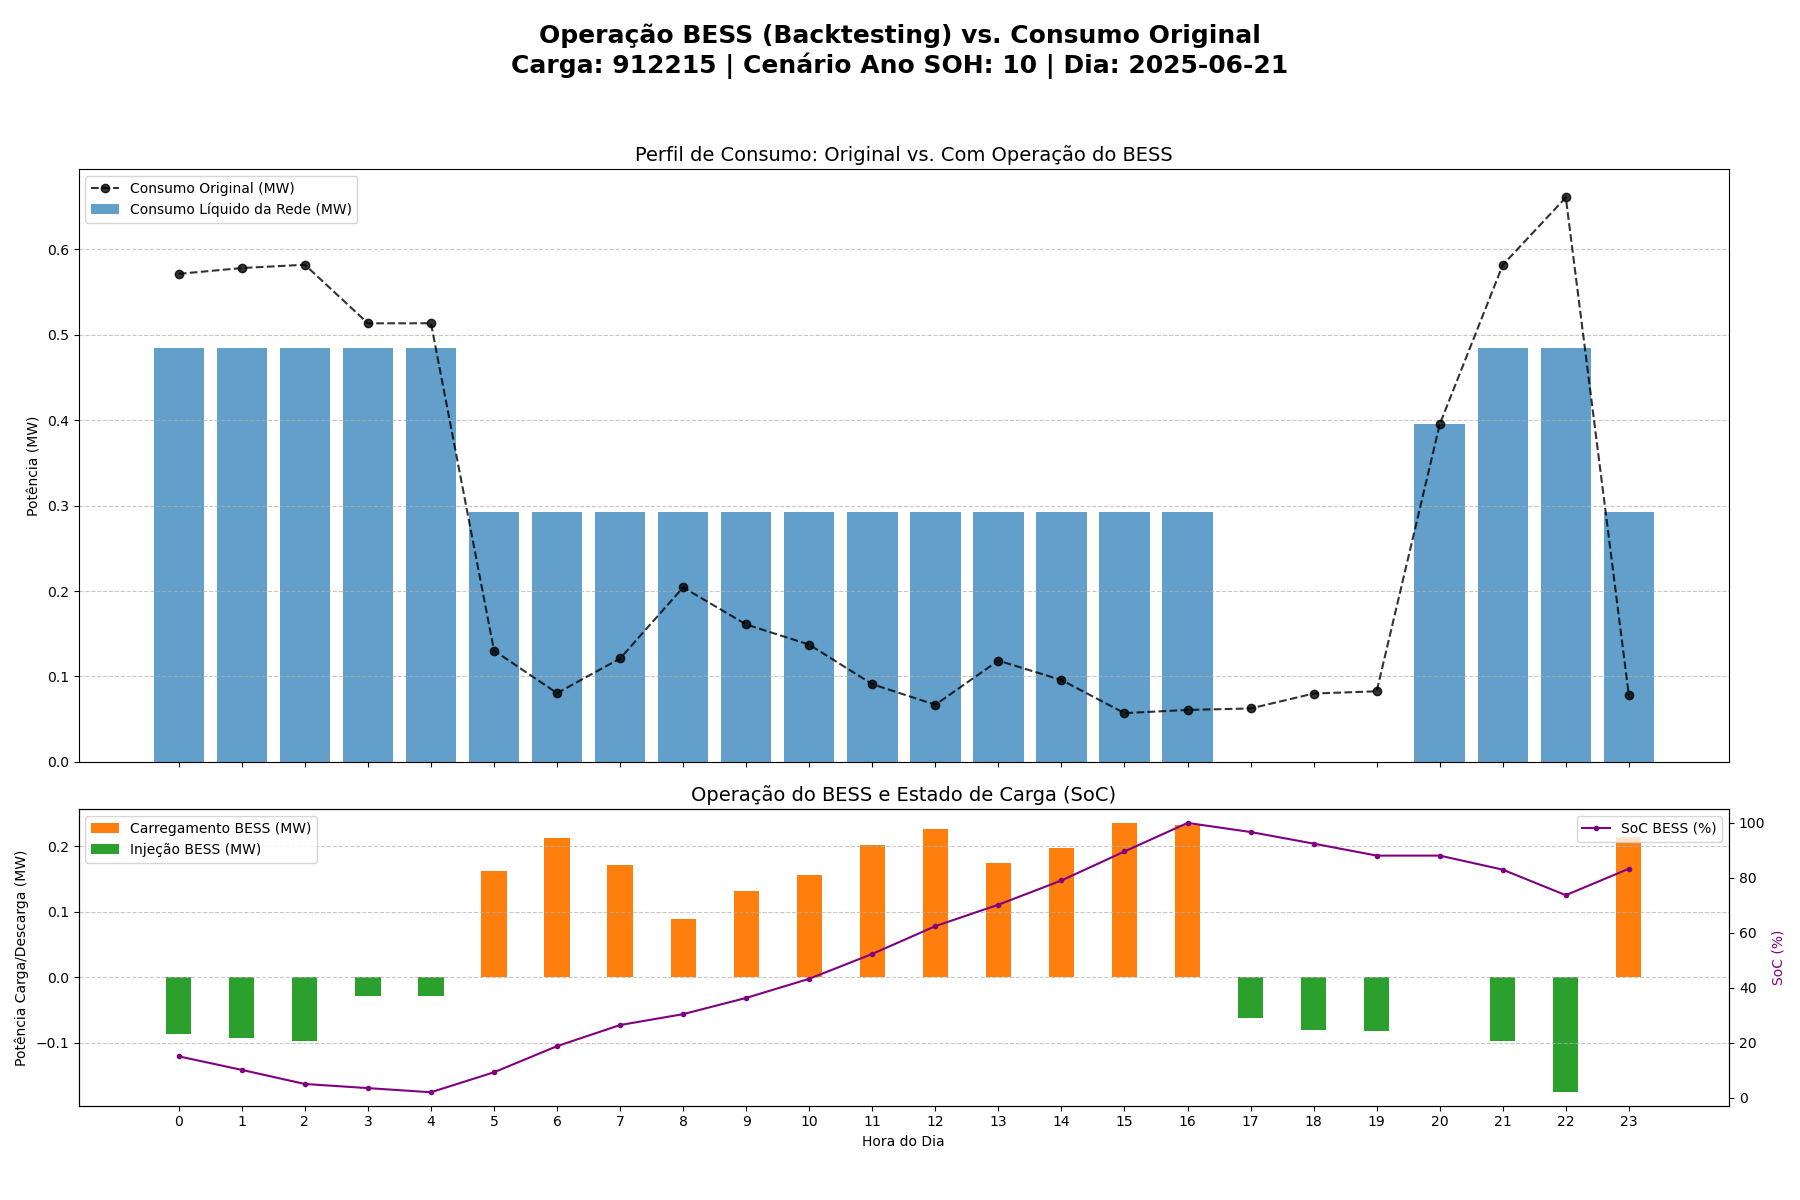 Operação BESS (Backtesting) vs. Consumo Original
Carga: 912215 | Cenário Ano SOH: 10 | Dia: 2025-06-21
Perfil de Consumo: Original vs. Com Operação do BESS
Consumo Original (MW)
Consumo Líquido da Rede (MW)
Potência (MW)
0.6
0.5
0.4
0.3
0.2
0.1
0.0
Operação do BESS e Estado de Carga (SoC)
Carregamento BESS (MW)
Injeção BESS (MW)
SoC BESS (%)
Potência Carga/Descarga (MW)
0.2
0.1
0.0
−0.1
100
80
60
40
20
0
SoC (%)
0 1 2 3 4 5 6 7 8 9 10 11 12 13 14 15 16 17 18 19 20 21 22 23
Hora do Dia